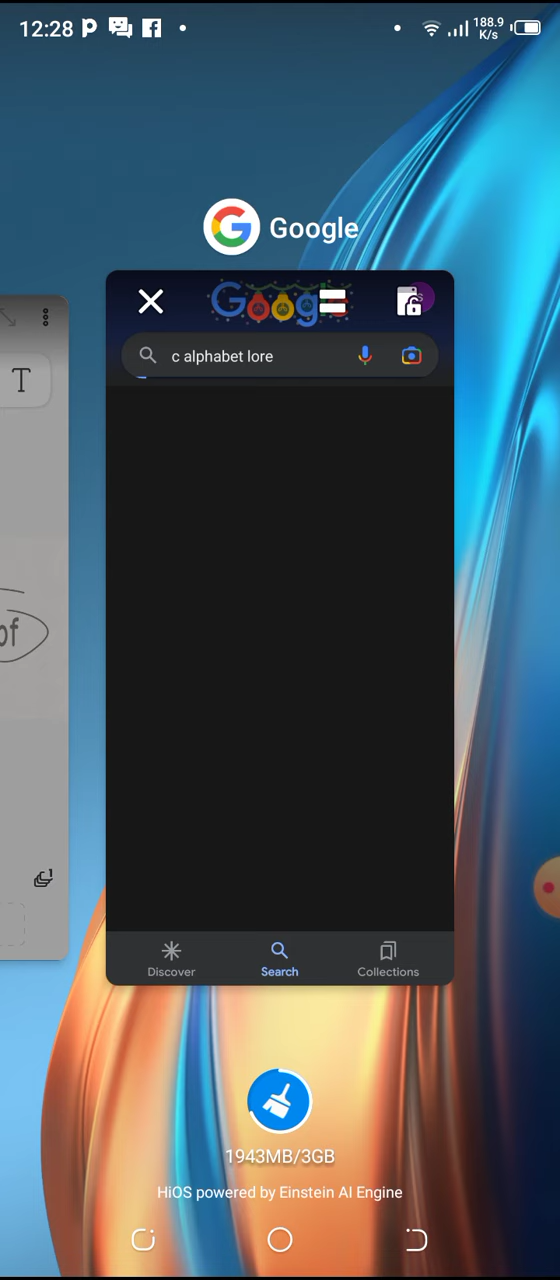 12:28
188.9
K/s
Google
Google
c alphabet lore
T
of
Discover
Search
Collections
1943MB/3GB
HiOS powered by Einstein AI Engine